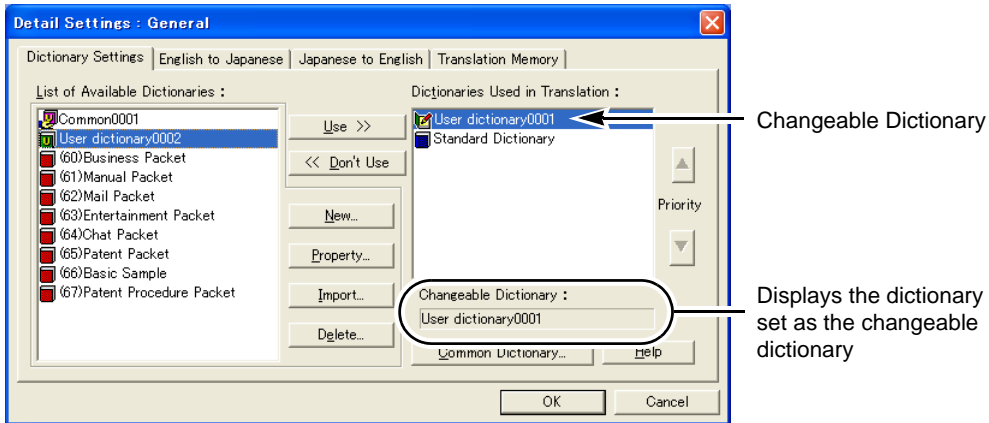 Detail Settings : General
Dictionary Settings English to Japanese Japanese to English Translation Memory
List of Available Dictionaries :
Common0001
User dictionary0002
(60)Business Packet
(61)Manual Packet
(62)Mail Packet
(63)Entertainment Packet
(64)Chat Packet
(65)Patent Packet
(66)Basic Sample
(67)Patent Procedure Packet
Use >>
<< Don't Use
New...
Property...
Import...
Delete...
Dictionaries Used in Translation :
User dictionary0001
Standard Dictionary
Priority
Changeable Dictionary :
User dictionary0001
Common Dictionary...
Help
OK
Cancel
Changeable Dictionary
Displays the dictionary
set as the changeable
dictionary